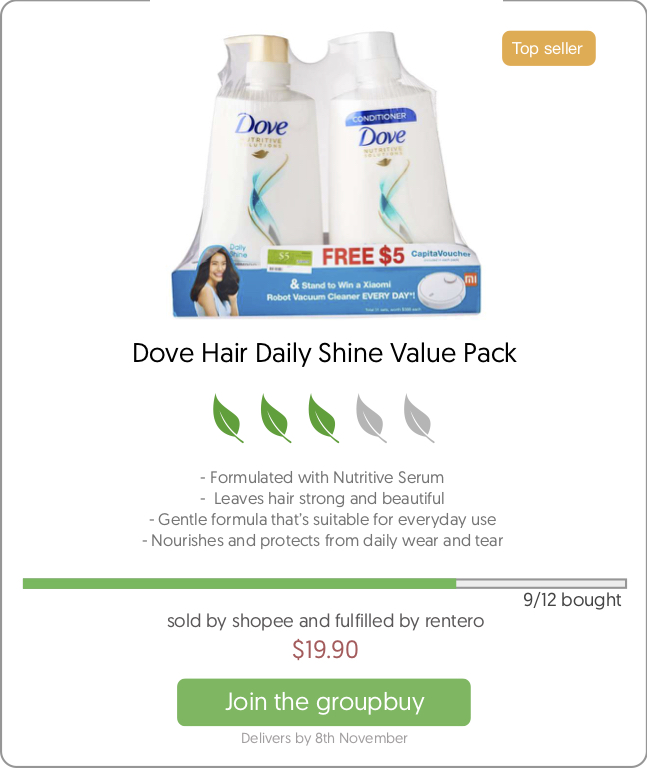 Top seller
CONDITIONER
Dove
Dove
NUTRITIVE
SOLUTIONS
NUTRITIVE
SOLUTIONS
Daily
Shine
$5
FREE $5
CapitaVoucher
& Stand to Win a Xiaomi
Robot Vacuum Cleaner EVERY DAY*!
mi
Dove Hair Daily Shine Value Pack
- Formulated with Nutritive Serum
- Leaves hair strong and beautiful
- Gentle formula that's suitable for everyday use
- Nourishes and protects from daily wear and tear
9/12 bought
sold by shopee and fulfilled by rentero
$19.90
Join the groupbuy
Delivers by 8th November